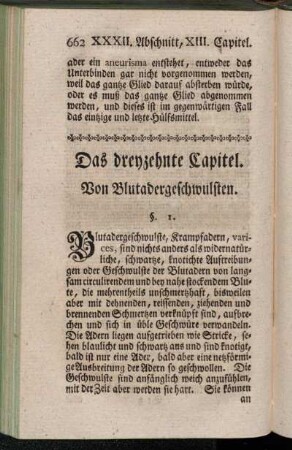 662 XXXII. Abschnitt, XIII. Capitel.
ader ein aneurisma entstehet, entweder das
Unterbinden gar nicht vorgenommen werden,
weil das gantze Glied darauf absterben würde,
oder es muß das gantze Glied abgenommen
werden, und dieses ist im gegenwärtigen Fall
das eintzige und letzte Hülfsmittel.
Das dreyzehnte Capitel.
Von Blutadergeschwulsten.
§. 1.
Blutadergeschwulste, Krampfadern, vari-
ces, sind nichts anders als widernatür-
liche, schwartze, knotichte Austreibun-
gen oder Geschwulste der Blutadern von lang-
sam circulirendem und bey nahe stockendem Blu-
te, die mehrentheils unschmertzhaft, bisweilen
aber mit dehnenden, reissenden, ziehenden und
brennenden Schmertzen verknüpft sind, aufbre-
chen und sich in üble Geschwüre verwandeln.
Die Adern liegen aufgetrieben wie Stricke, se-
hen blaulicht und schwartz aus und sind knotigt,
bald ist nur eine Ader, bald aber eine netzförmi-
ge Ausbreitung der Adern so geschwollen. Die
Geschwulste sind anfänglich weich anzufühlen,
mit der Zeit aber werden sie hart. Sie können
an